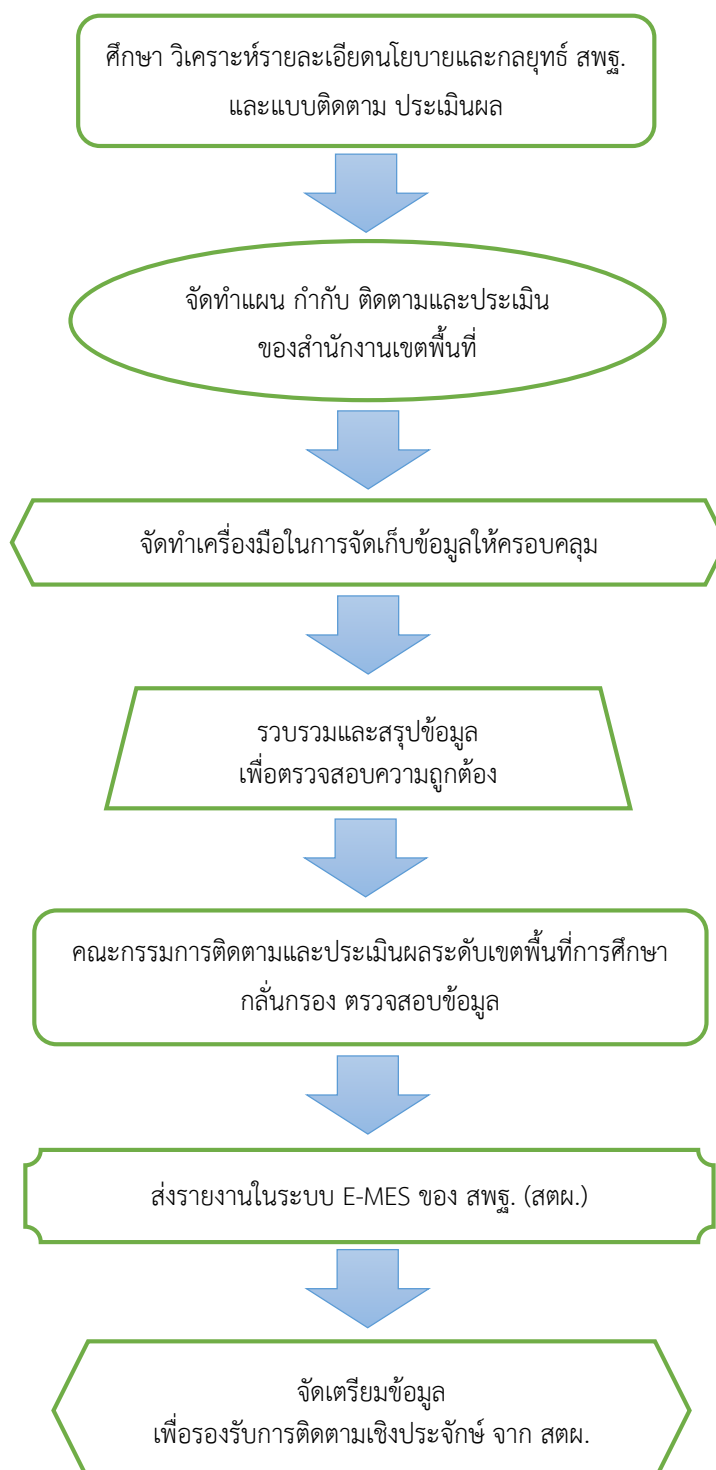 ศึกษา วิเคราะห์รายละเอียดนโยบายและกลยุทธ์ สพฐ.
และแบบติดตาม ประเมินผล
จัดทำแผน กำกับ ติดตามและประเมิน
ของสำนักงานเขตพื้นที่
จัดทำเครื่องมือในการจัดเก็บข้อมูลให้ครอบคลุม
รวบรวมและสรุปข้อมูล
เพื่อตรวจสอบความถูกต้อง
คณะกรรมการติดตามและประเมินผลระดับเขตพื้นที่การศึกษา
กลั่นกรอง ตรวจสอบข้อมูล
ส่งรายงานในระบบ E-MES ของ สพฐ. (สตผ.)
จัดเตรียมข้อมูล
เพื่อรองรับการติดตามเชิงประจักษ์ จาก สตผ.